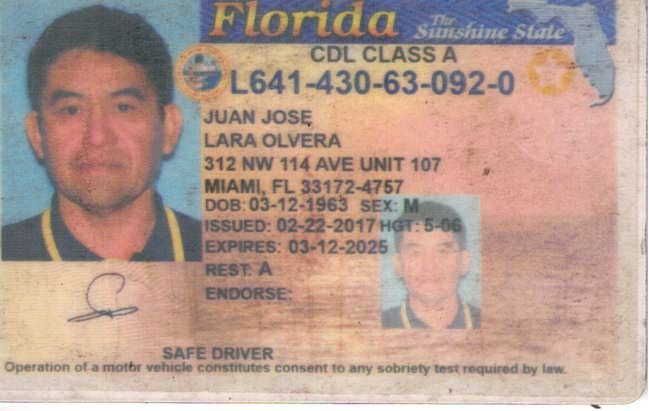 Florida The Sunshine State
CDL CLASS A
L641-430-63-092-0
JUAN JOSE
LARA OLVERA
312 NW 114 AVE UNIT 107
MIAMI, FL 33172-4757
DOB: 03-12-1963 SEX: M
ISSUED: 02-22-2017 HGT: 5-06
EXPIRES: 03-12-2025
REST: A
ENDORSE:
SAFE DRIVER
Operation of a motor vehicle constitutes consent to any sobriety test required by law.